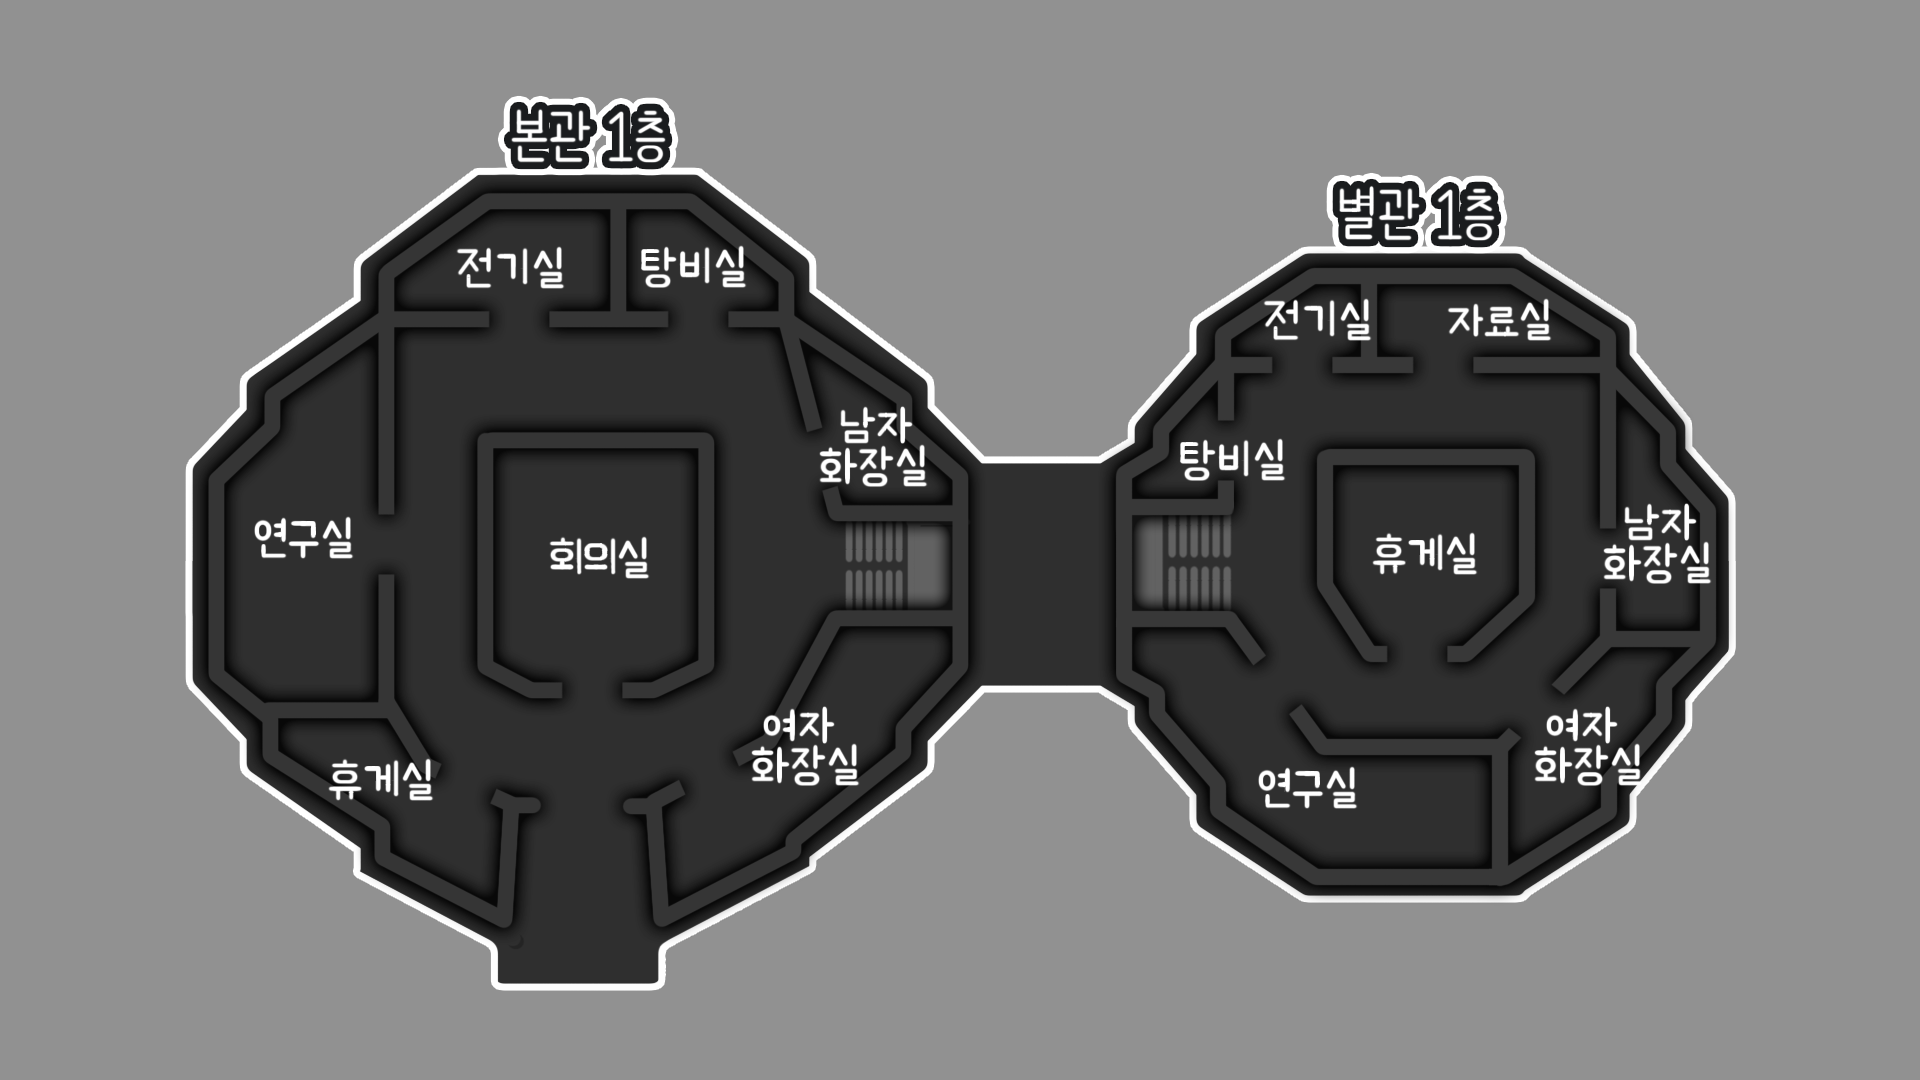 본관 1층
전기실
탕비실
남자
화장실
연구실
회의실
여자
화장실
휴게실
별관 1층
전기실
자료실
탕비실
남자
화장실
휴게실
여자
화장실
연구실